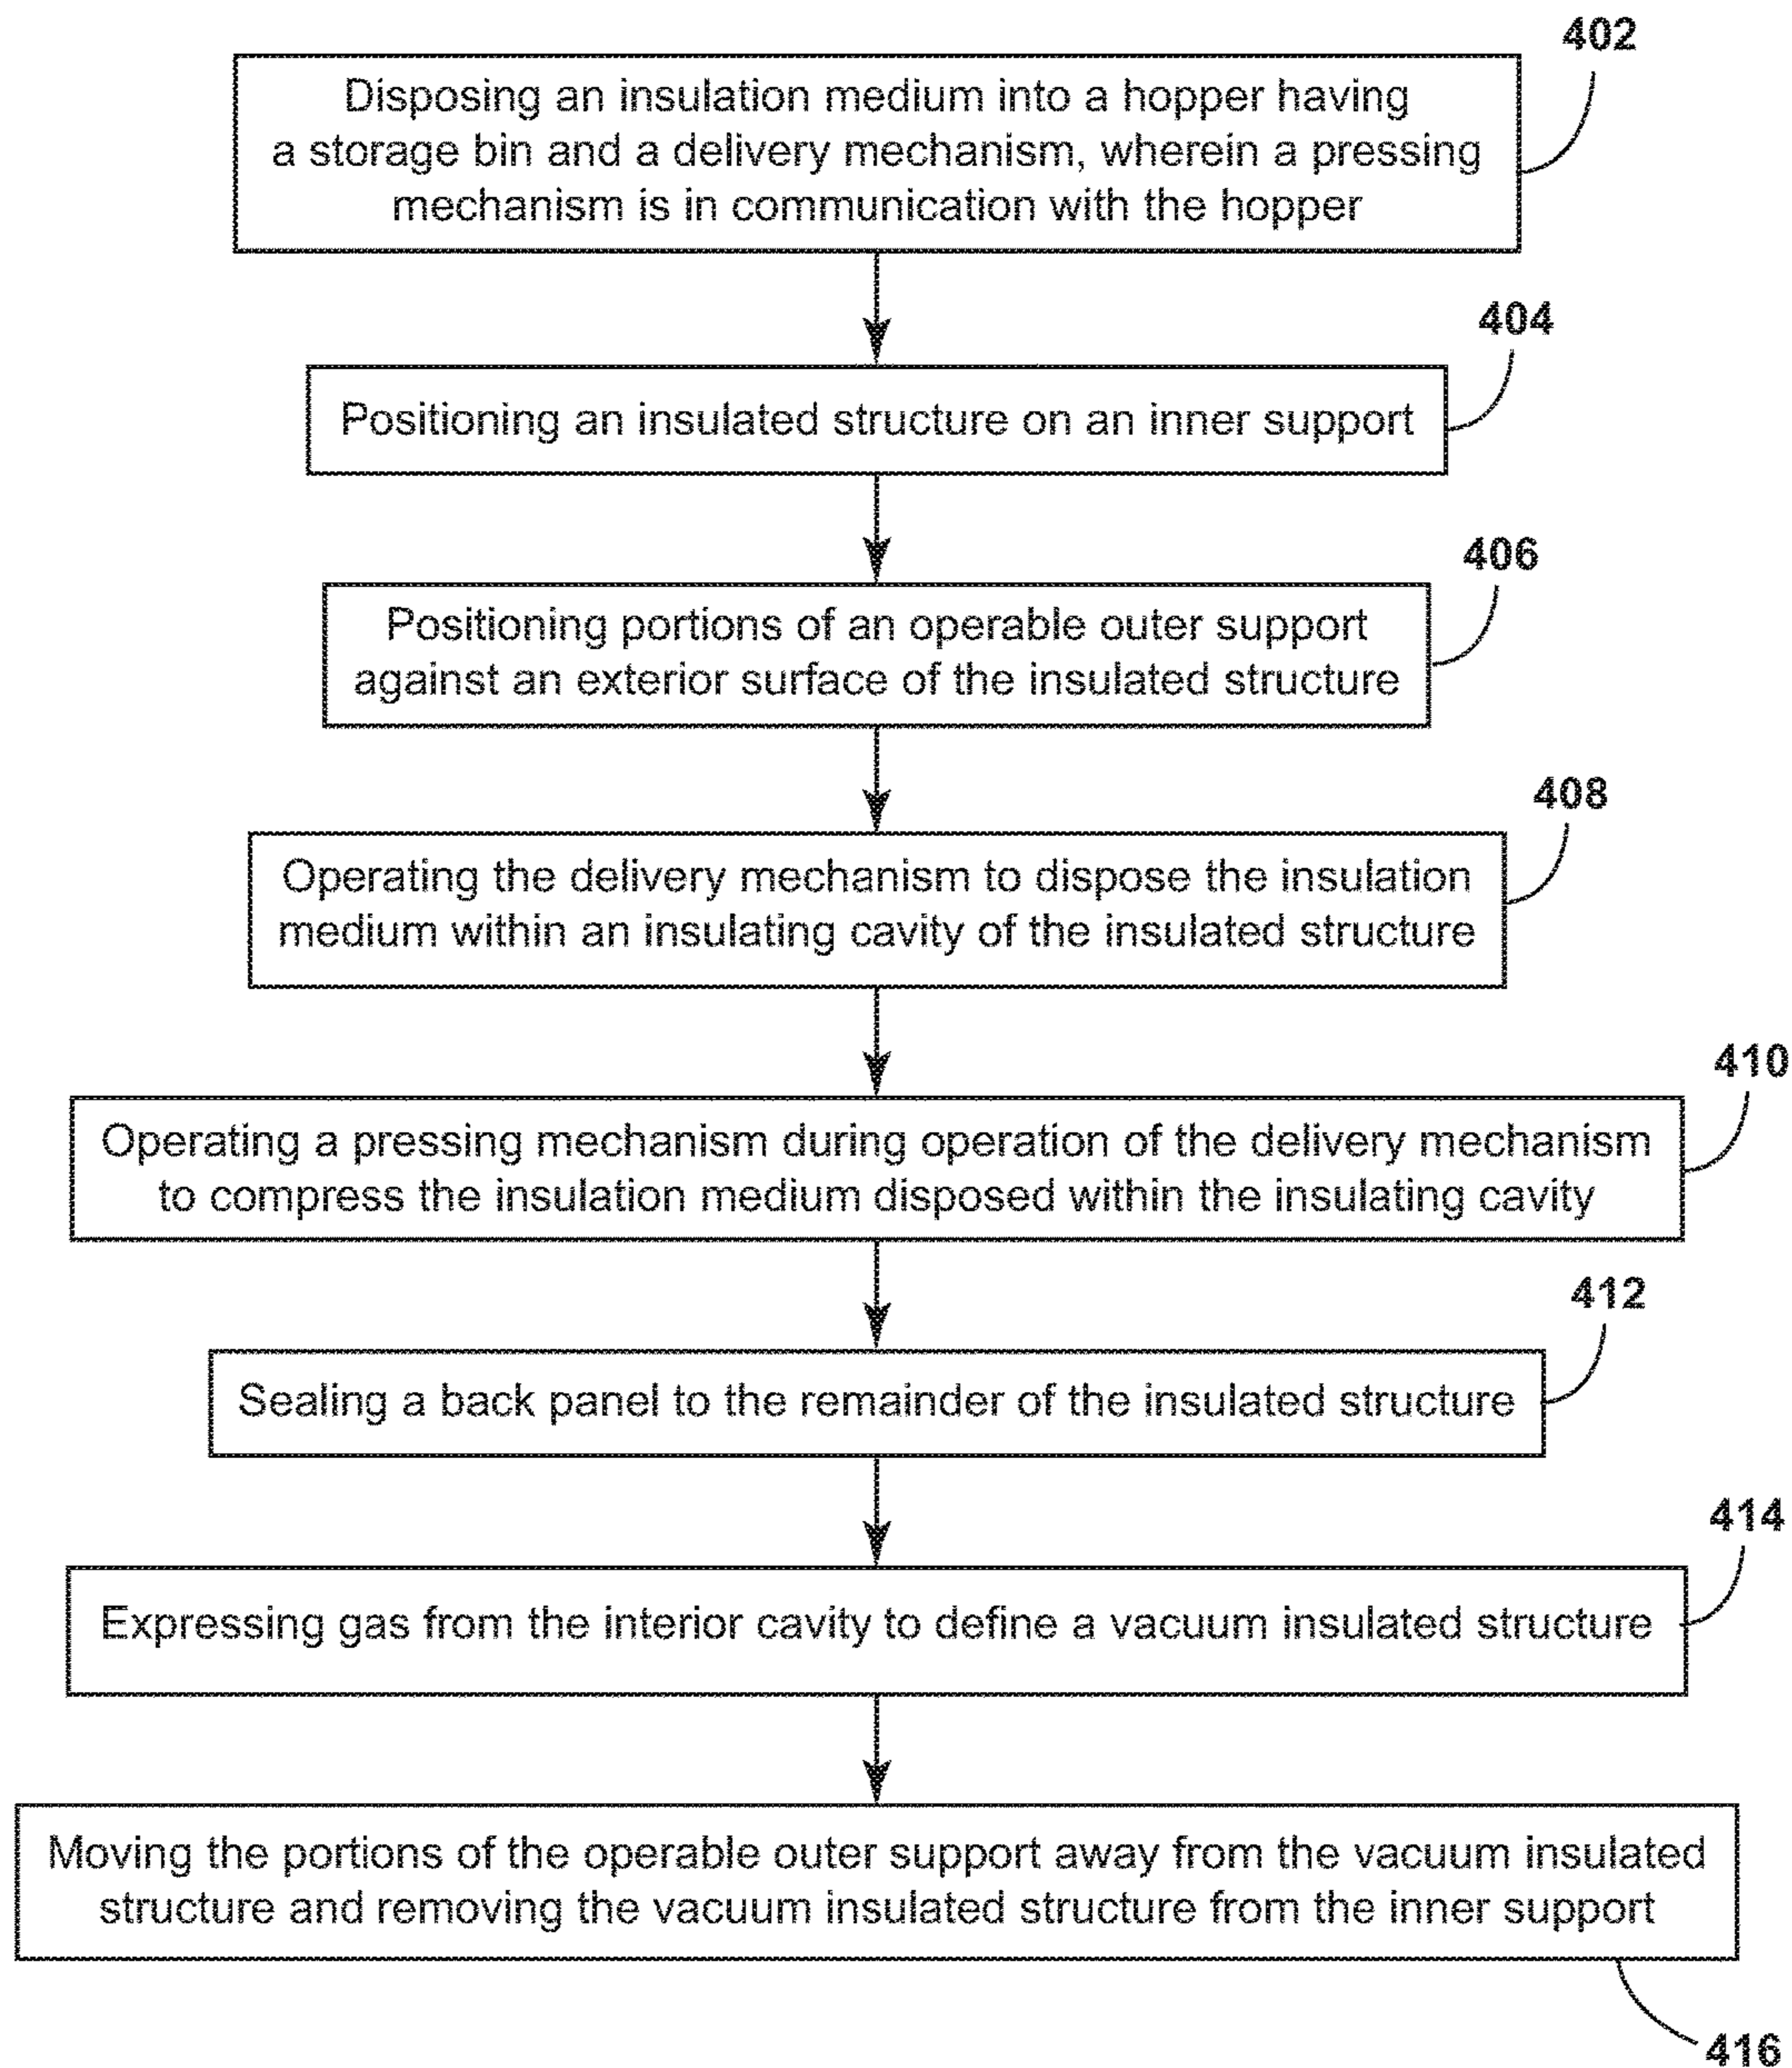 402
Disposing an insulation medium into a hopper having
a storage bin and a delivery mechanism, wherein a pressing
mechanism is in communication with the hopper
404
Positioning an insulated structure on an inner support
406
Positioning portions of an operable outer support
against an exterior surface of the insulated structure
408
Operating the delivery mechanism to dispose the insulation
medium within an insulating cavity of the insulated structure
410
Operating a pressing mechanism during operation of the delivery mechanism
to compress the insulation medium disposed within the insulating cavity
412
Sealing a back panel to the remainder of the insulated structure
414
Expressing gas from the interior cavity to define a vacuum insulated structure
Moving the portions of the operable outer support away from the vacuum insulated
structure and removing the vacuum insulated structure from the inner support
416